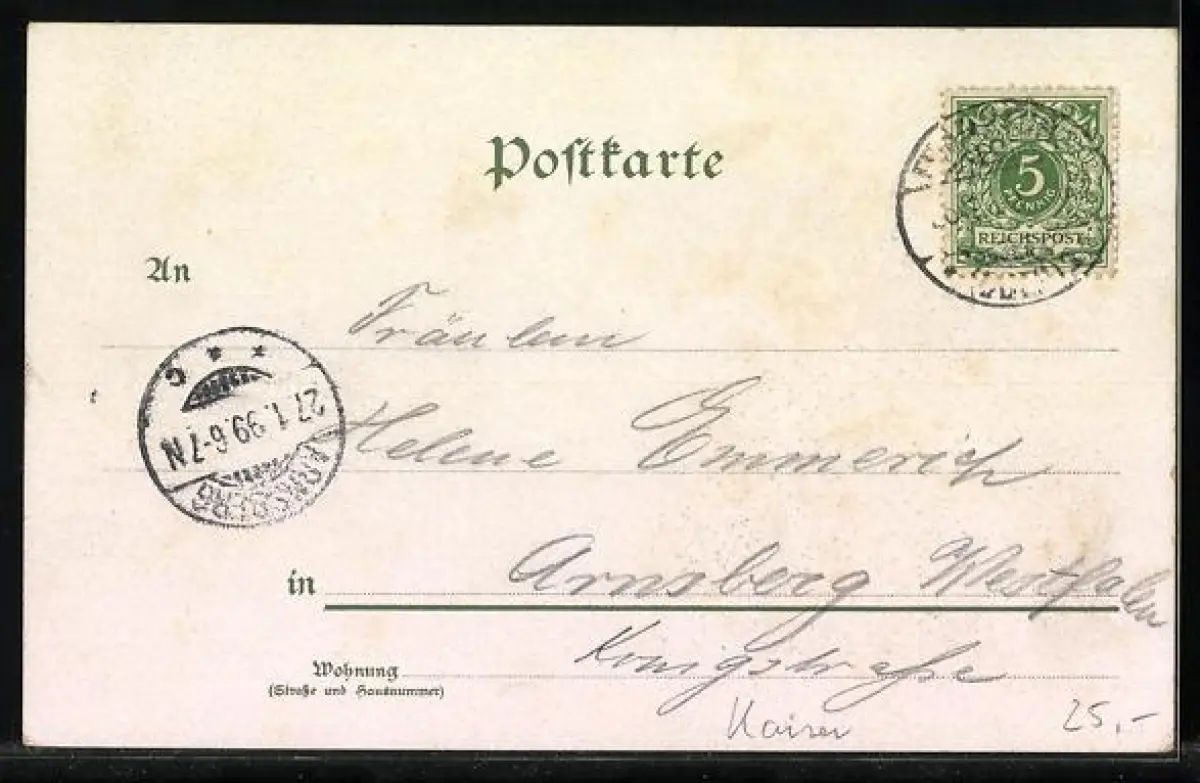 Postkarte
5
PFENNIG
REICHSPOST
An
Fräulein
C
27.1.99.6-7N
ARNSBERG
Helene Emmerich
in Arnsberg Westfalen
Wohnung Königstraße
(Straße und Hausnummer)
Kaiser
25,-